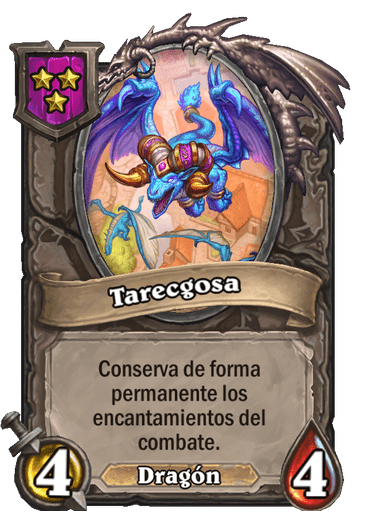 Tarecgosa
Conserva de forma
permanente los
encantamientos del
combate.
4
Dragón
4